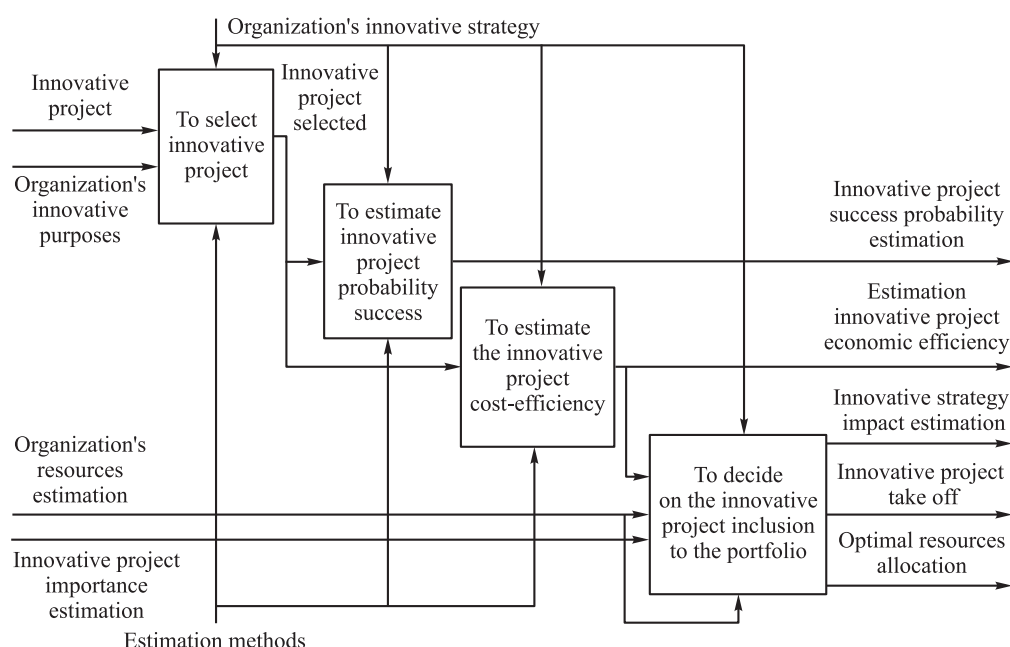 Organization's innovative strategy
Innovative
project
Organization's
innovative
purposes
To select
innovative
project
Innovative
project
selected
To estimate
innovative
project
probability
success
Innovative project
success probability
estimation
To estimate
the innovative
project
cost-efficiency
Estimation
innovative project
economic efficiency
Innovative strategy
impact estimation
Organization's
resources
estimation
To decide
on the innovative
project inclusion
to the portfolio
Innovative project
take off
Optimal resources
allocation
Innovative project
importance
estimation
Estimation methods